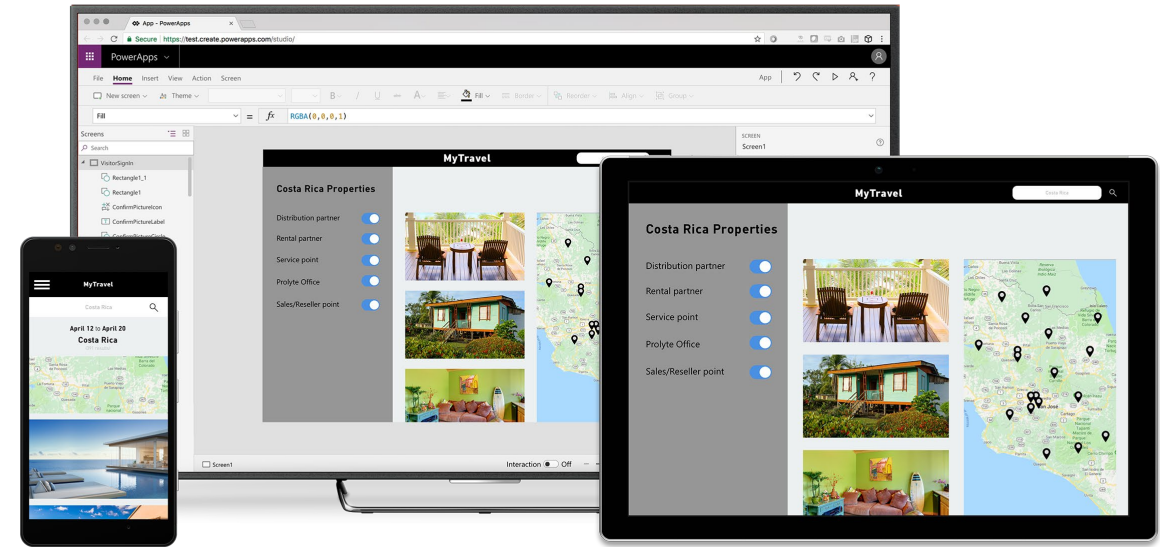 App - PowerApps
Secure https://test.create.powerapps.com/studio/
PowerApps
File Home Insert View Action Screen App
New screen Theme B / U A Fill Border Reorder Align Group
Fill = fx RGBA(0,0,0,1)
Screens
Search
VisitorSignIn
Rectangle1_1
Rectangle1
ConfirmPictureIcon
ConfirmPictureLabel
ConfirmPictureCircle
SCREEN
Screen1
MyTravel
Costa Rica Properties
Distribution partner
Rental partner
Service point
Prolyte Office
Sales/Reseller point
Screen1
Interaction Off
MyTravel
Costa Rica
April 12 to April 20
Costa Rica
MyTravel
Costa Rica
Costa Rica Properties
Distribution partner
Rental partner
Service point
Prolyte Office
Sales/Reseller point
San José